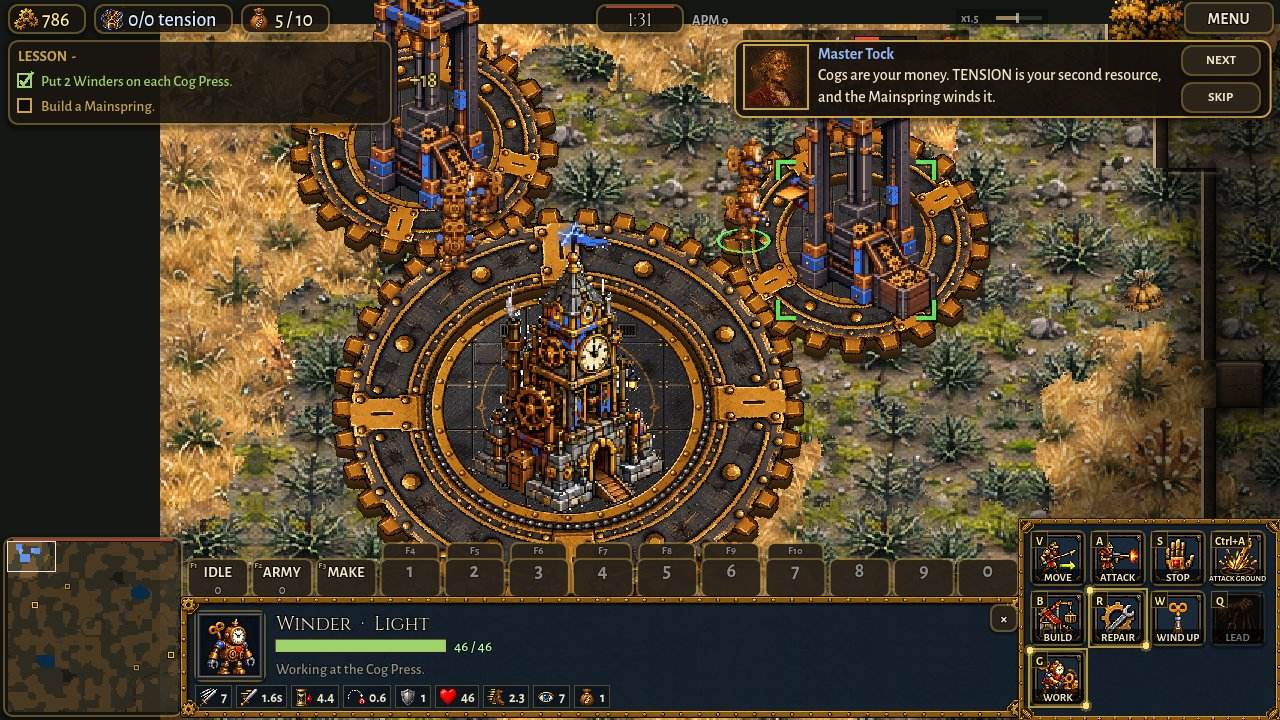 786
0/0 tension
5 / 10
1:31
APM 9
x1.5
MENU
LESSON -
Put 2 Winders on each Cog Press.
Build a Mainspring.
+18
Master Tock
Cogs are your money. TENSION is your second resource,
and the Mainspring winds it.
NEXT
SKIP
F1 IDLE 0
F2 ARMY 0
F3 MAKE
F4 1
F5 2
F6 3
F7 4
F8 5
F9 6
F10 7
8
9
0
Winder · Light
46 / 46
Working at the Cog Press.
7
1.6s
4.4
0.6
1
46
2.3
7
1
×
V MOVE
A ATTACK
S STOP
Ctrl+A ATTACK GROUND
B BUILD
R REPAIR
W WIND UP
Q LEAD
G WORK